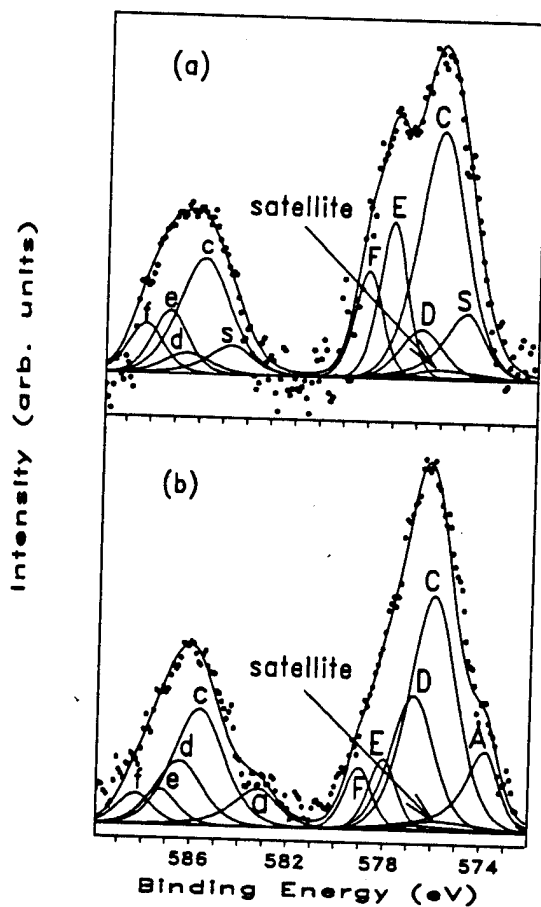 (a)
C
satellite
E
F
c
e
f
D
S
d
s
Intensity (arb. units)
(b)
C
satellite
D
c
d
E
A
F
f
e
a
586
582
578
574
Binding Energy (eV)